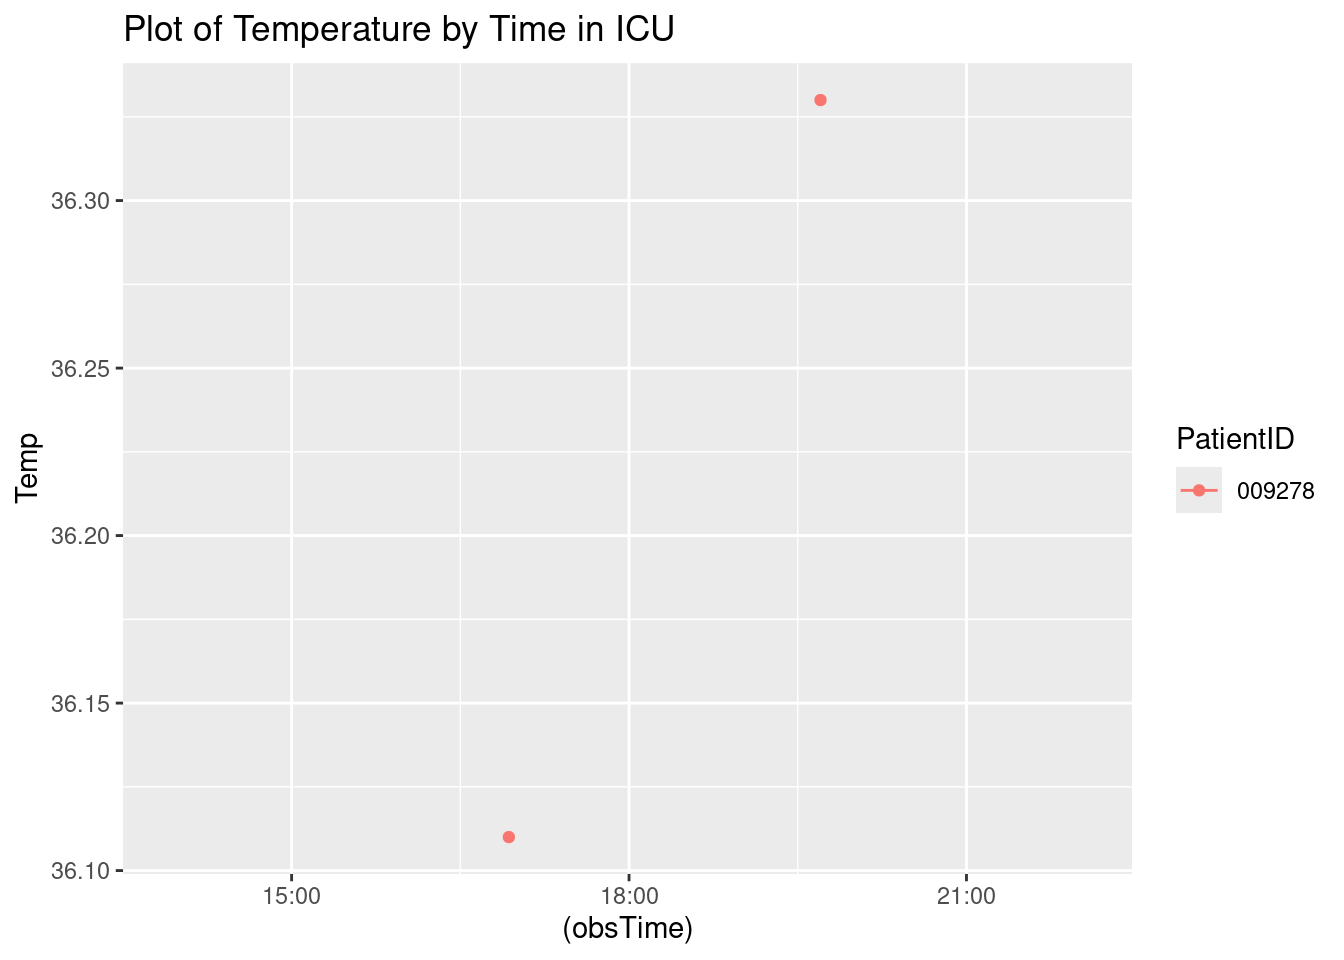 Plot of Temperature by Time in ICU
36.30
36.25
36.20
36.15
36.10
Temp
15:00
18:00
21:00
(obsTime)
PatientID
009278